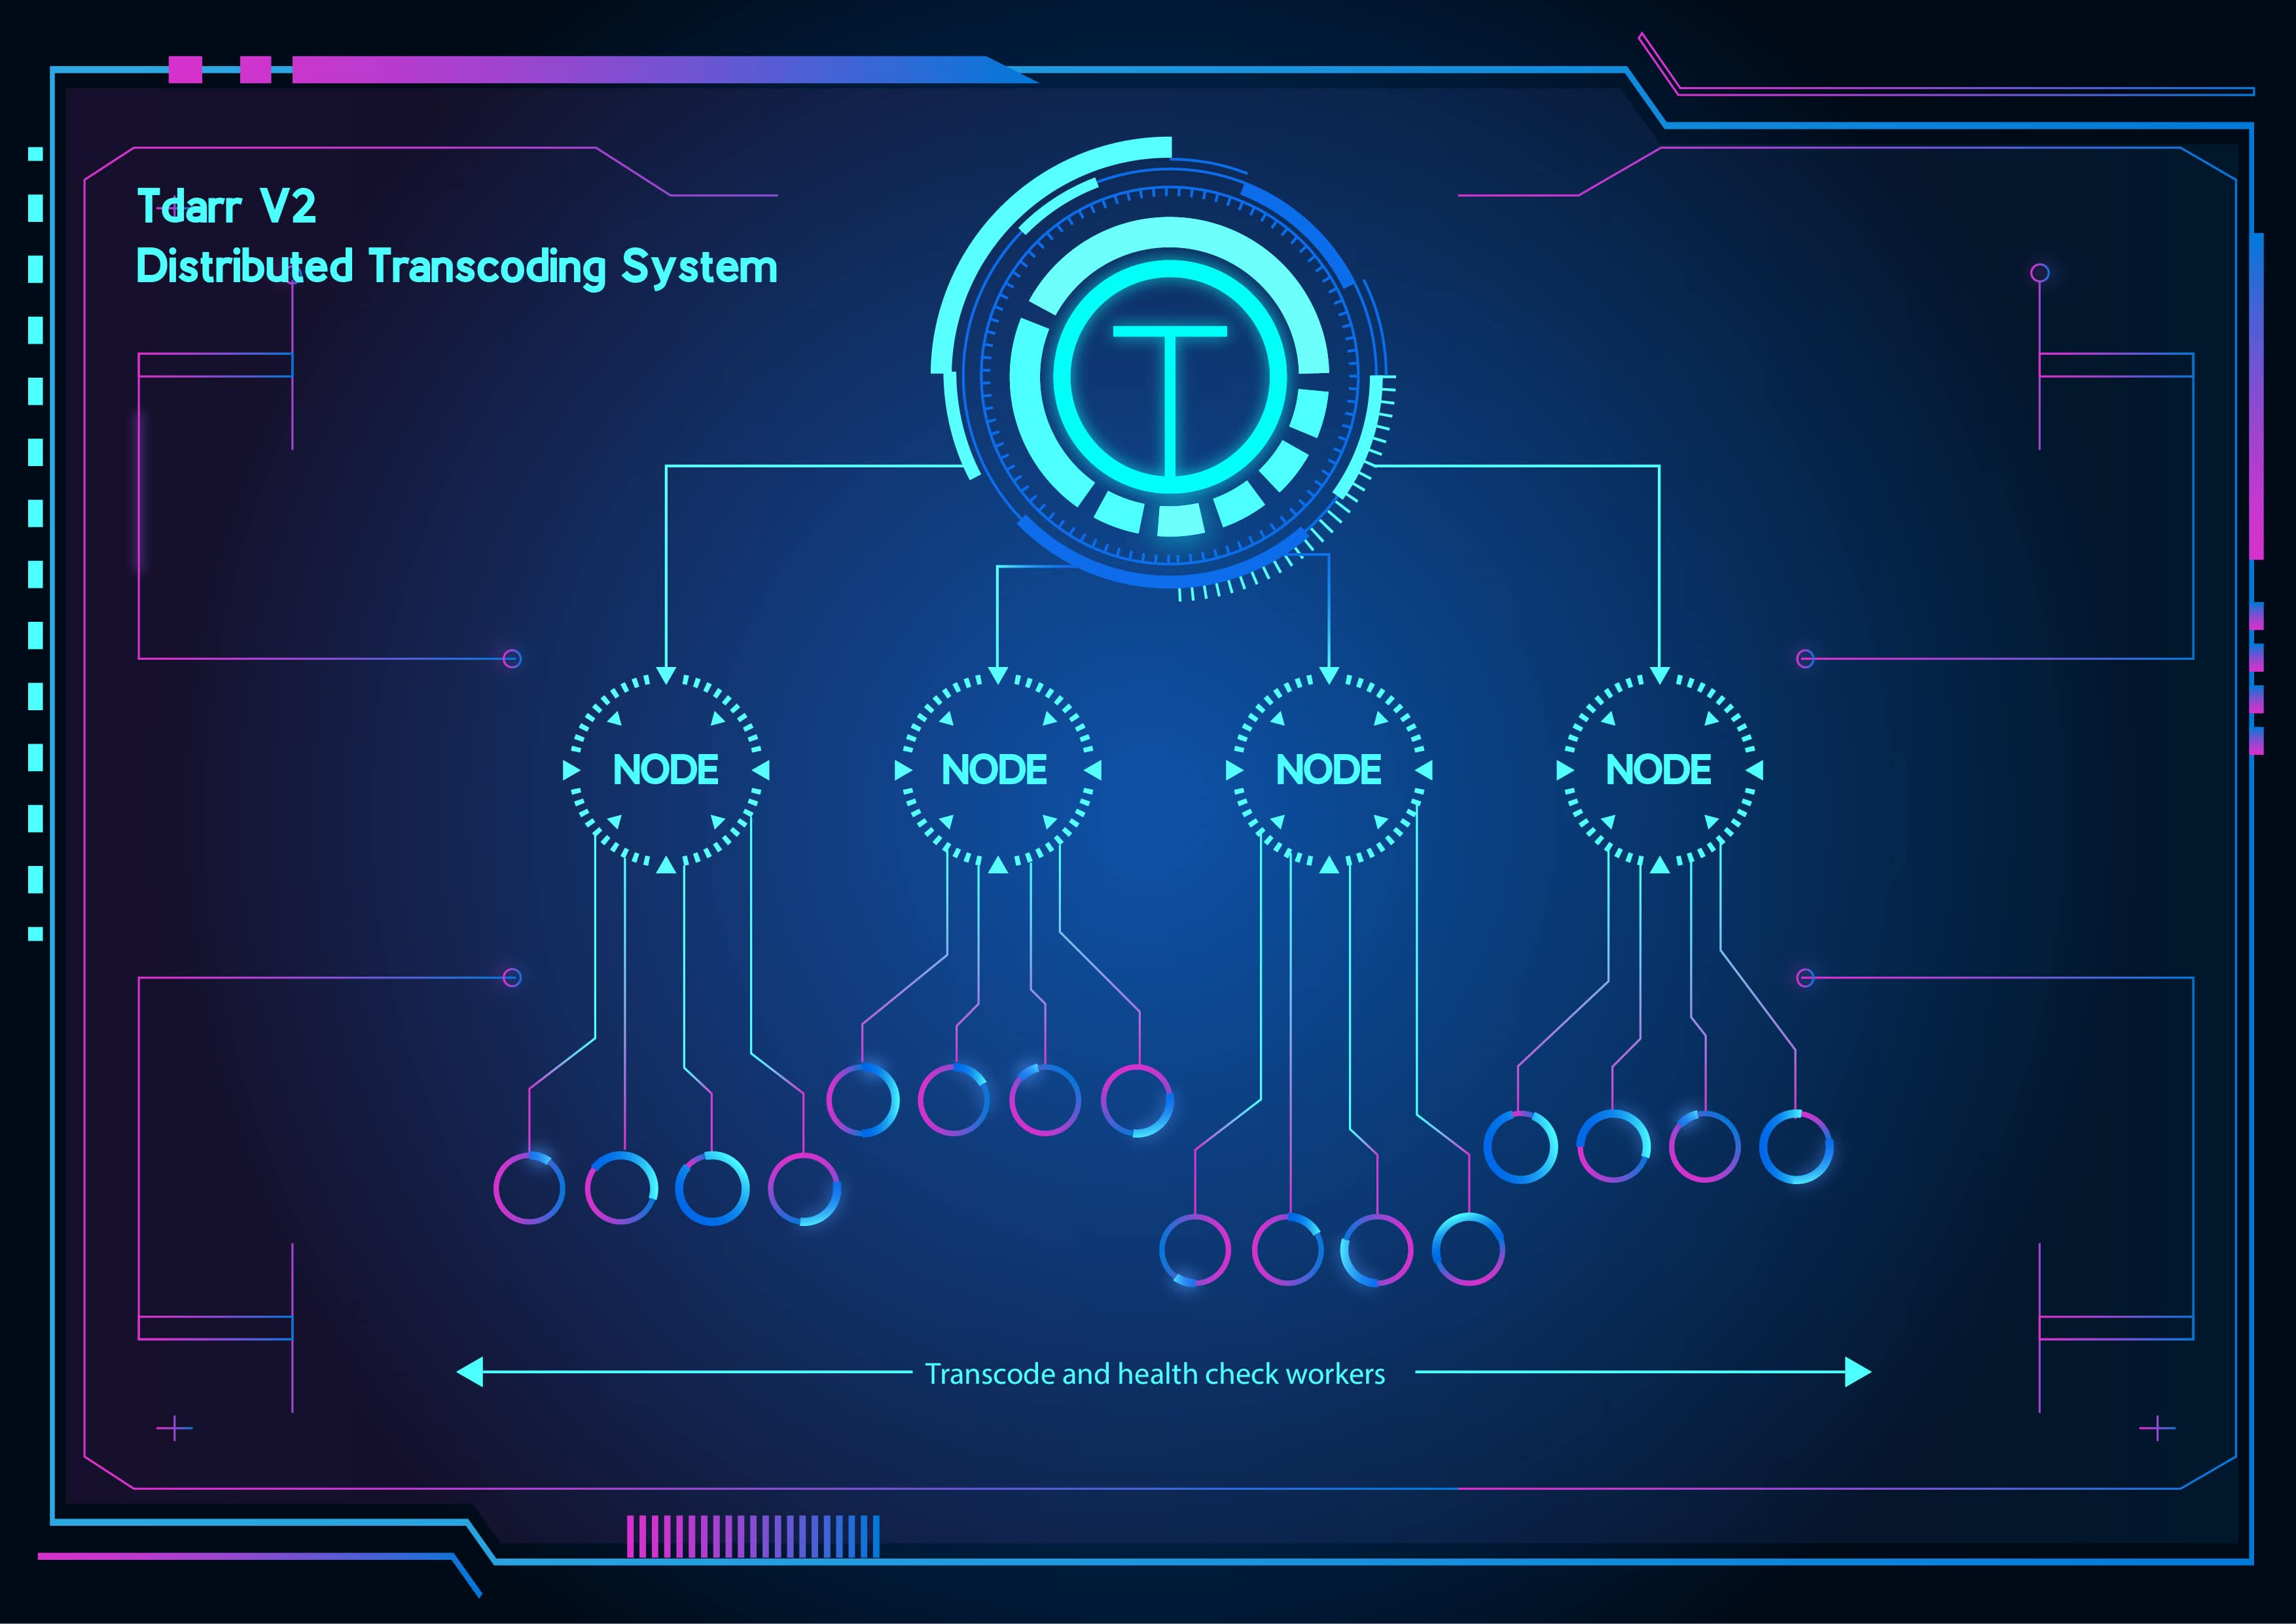 Tdarr V2
Distributed Transcoding System
T
NODE NODE NODE NODE
Transcode and health check workers